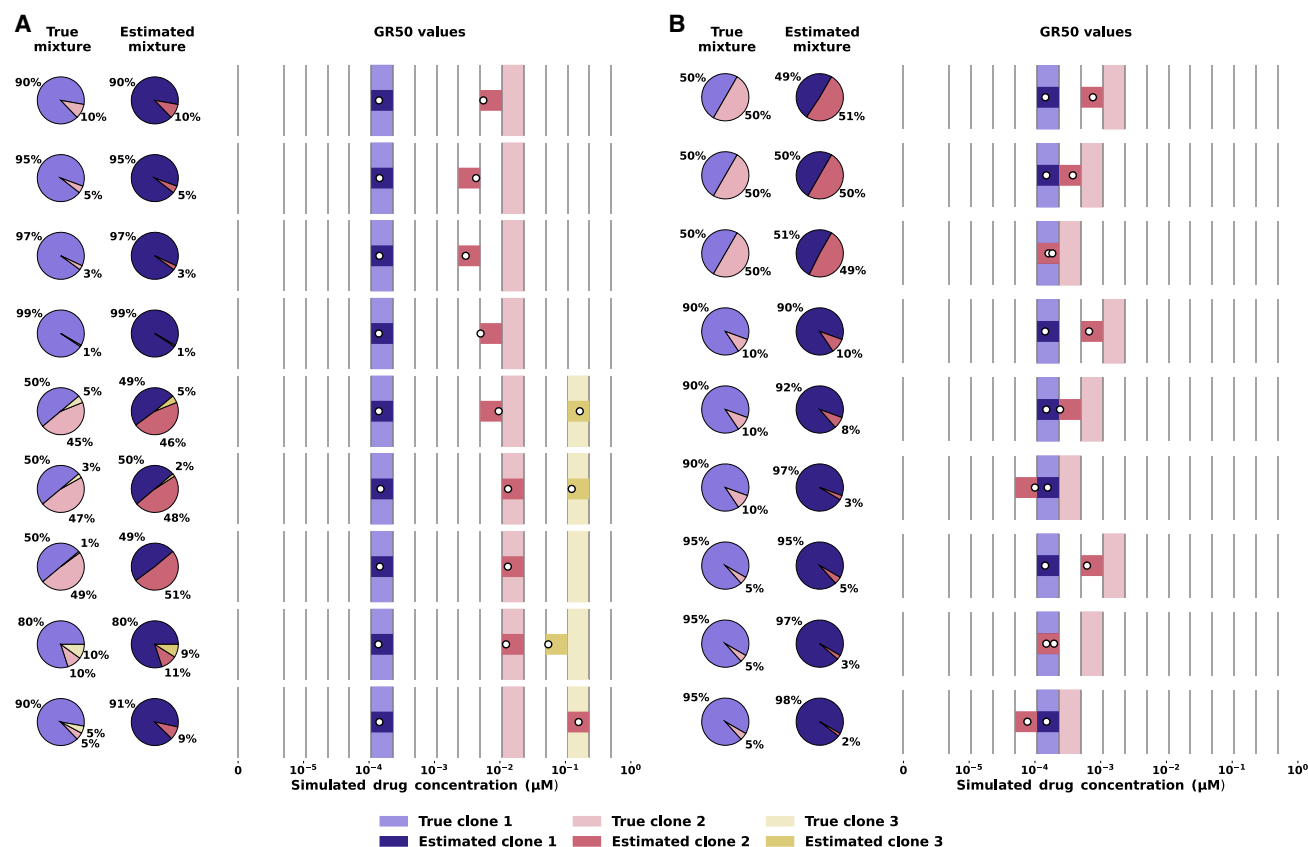 A
True mixture
Estimated mixture
GR50 values
90% 10% 90% 10%
95% 5% 95% 5%
97% 3% 97% 3%
99% 1% 99% 1%
50% 5% 45% 49% 5% 46%
50% 3% 47% 50% 2% 48%
50% 1% 49% 49% 51%
80% 10% 10% 80% 9% 11%
90% 5% 5% 91% 9%
0 10⁻⁵ 10⁻⁴ 10⁻³ 10⁻² 10⁻¹ 10⁰
Simulated drug concentration (μM)
B
True mixture
Estimated mixture
GR50 values
50% 50% 49% 51%
50% 50% 50% 50%
50% 50% 51% 49%
90% 10% 90% 10%
90% 10% 92% 8%
90% 10% 97% 3%
95% 5% 95% 5%
95% 5% 97% 3%
95% 5% 98% 2%
0 10⁻⁵ 10⁻⁴ 10⁻³ 10⁻² 10⁻¹ 10⁰
Simulated drug concentration (μM)
True clone 1 True clone 2 True clone 3
Estimated clone 1 Estimated clone 2 Estimated clone 3